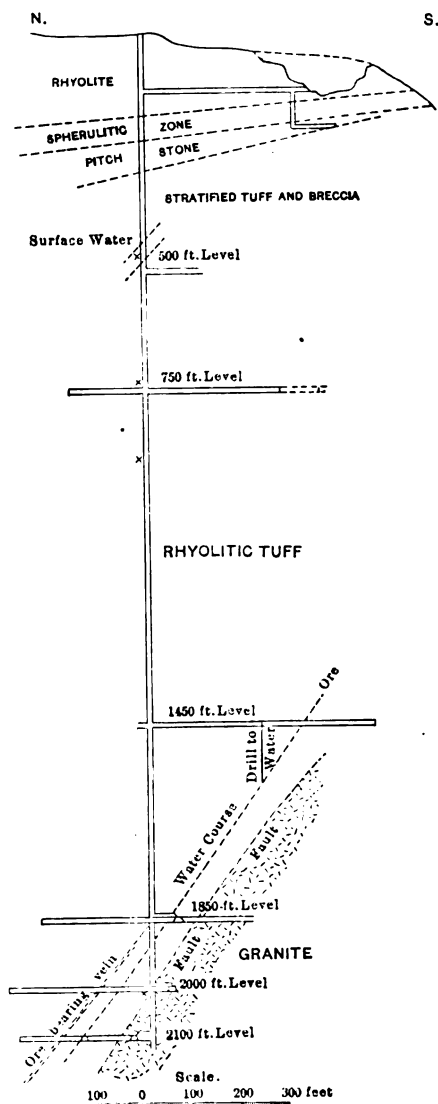 N. S.
RHYOLITE
SPHERULITIC ZONE
PITCH STONE
STRATIFIED TUFF AND BRECCIA
Surface Water
500 ft. Level
750 ft. Level
RHYOLITIC TUFF
Ore
1450 ft. Level
Drill to
Water
Water Course
Fault
1850-ft. Level
GRANITE
Fault
Ore bearing vein
2000 ft. Level
2100 ft. Level
Scale.
100 0 100 200 300 feet